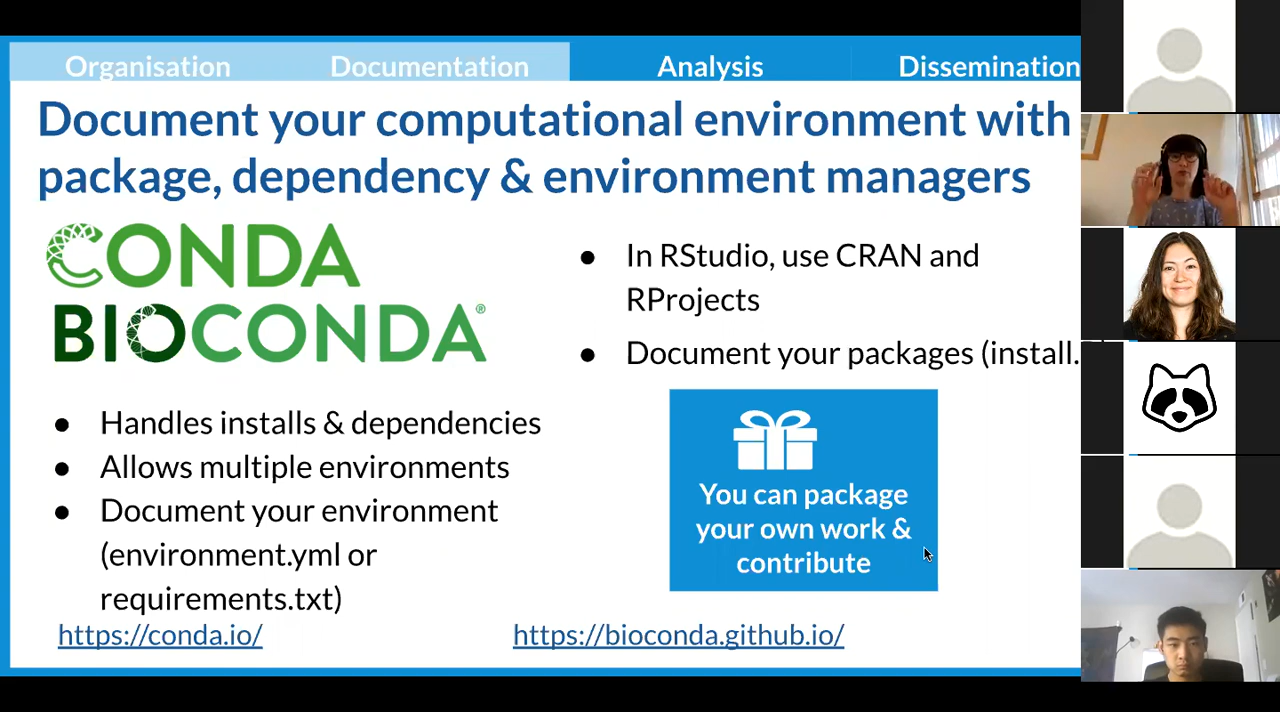 Organisation Documentation Analysis Dissemination
Document your computational environment with
package, dependency & environment managers
CONDA
BIOCONDA®
● Handles installs & dependencies
● Allows multiple environments
● Document your environment
(environment.yml or
requirements.txt)
● In RStudio, use CRAN and
RProjects
● Document your packages (install.
You can package
your own work &
contribute
https://conda.io/
https://bioconda.github.io/